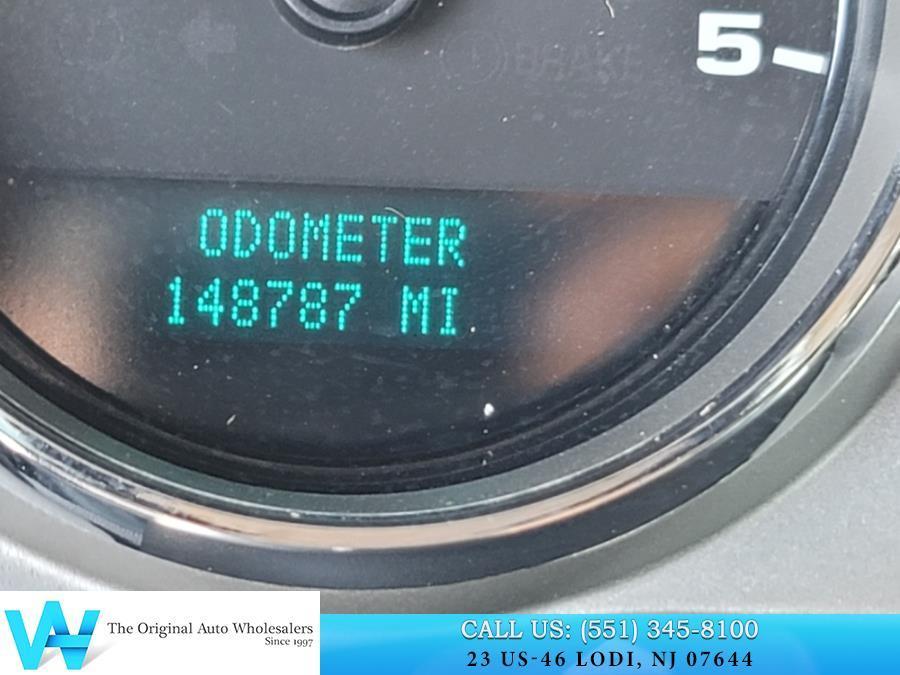 BRAKE
5
ODOMETER
148787 MI
The Original Auto Wholesalers
Since 1997
CALL US: (551) 345-8100
23 US-46 LODI, NJ 07644